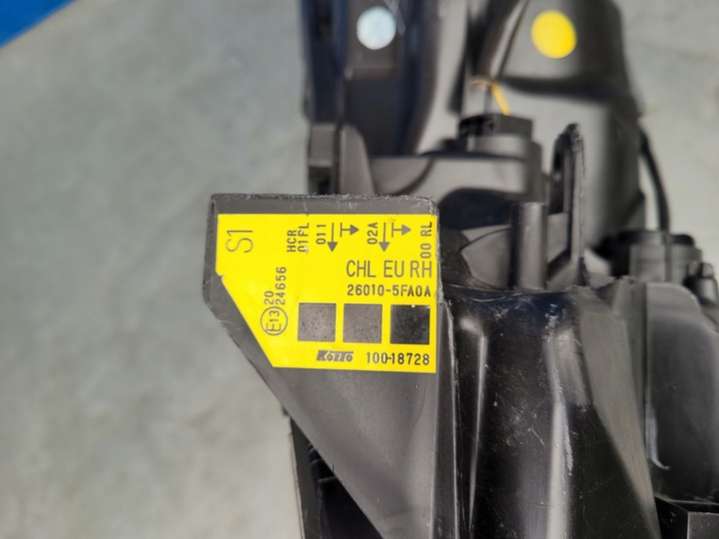 S1
HCR
01FL
011
02A
00 RL
CHL EU RH
26010-5FA0A
E13
20
24656
KOITO 100-18728